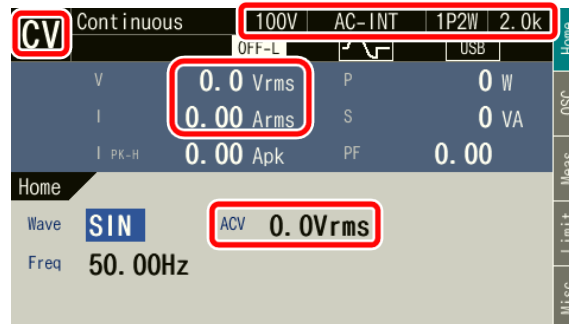 CV Continuous 100V AC-INT 1P2W 2.0k
OFF-L USB
V 0.0 Vrms P 0 W
I 0.00 Arms S 0 VA
I PK-H 0.00 Apk PF 0.00
Home
Wave SIN ACV 0.0Vrms
Freq 50.00Hz
Home
OSC
Meas
Limit
Misc